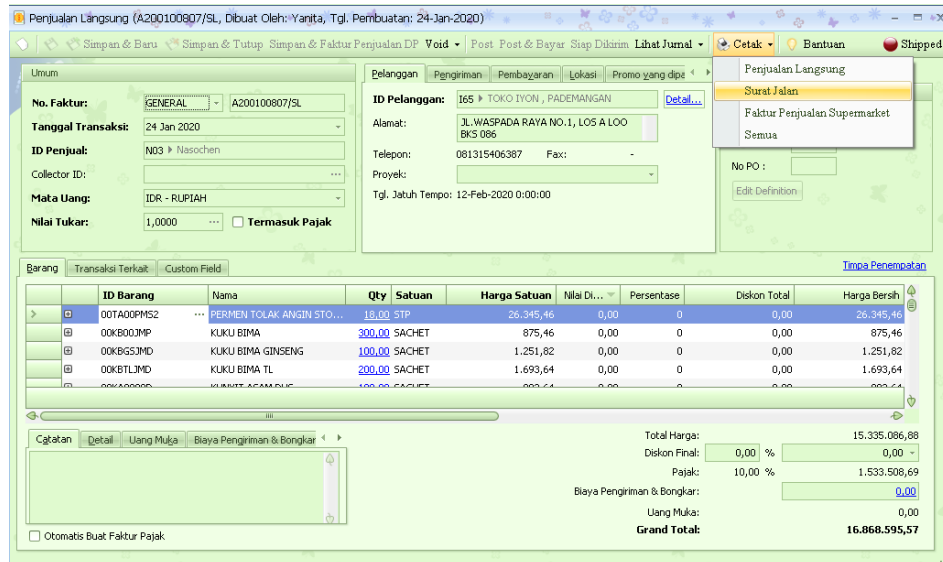 Penjualan Langsung (A200100807/SL, Dibuat Oleh: Yanita, Tgl. Pembuatan: 24-Jan-2020)
Simpan & Baru Simpan & Tutup Simpan & Faktur Penjualan DP Void Post Post & Bayar Siap Dikirim Lihat Jurnal Cetak Bantuan Shipped
Penjualan Langsung
Surat Jalan
Faktur Penjualan Supermarket
Semua
Umum
No. Faktur: GENERAL A200100807/SL
Tanggal Transaksi: 24 Jan 2020
ID Penjual: N03 Nasochen
Collector ID:
Mata Uang: IDR - RUPIAH
Nilai Tukar: 1,0000 Termasuk Pajak
Pelanggan Pengiriman Pembayaran Lokasi Promo yang dipa
ID Pelanggan: I65 TOKO IYON , PADEMANGAN Detail...
Alamat: JL.WASPADA RAYA NO.1, LOS A LOO
BKS 086
Telepon: 081315406387 Fax: -
Proyek:
Tgl. Jatuh Tempo: 12-Feb-2020 0:00:00
No PO :
Edit Definition
Barang Transaksi Terkait Custom Field Timpa Penempatan
ID Barang Nama Qty Satuan Harga Satuan Nilai Di... Persentase Diskon Total Harga Bersih
00TA00PMS2 ... PERMEN TOLAK ANGIN STO... 18,00 STP 26.345,46 0,00 0 0,00 26.345,46
00KB00JMP KUKU BIMA 300,00 SACHET 875,46 0,00 0 0,00 875,46
00KBGSJMD KUKU BIMA GINSENG 100,00 SACHET 1.251,82 0,00 0 0,00 1.251,82
00KBTLJMD KUKU BIMA TL 200,00 SACHET 1.693,64 0,00 0 0,00 1.693,64
Catatan Detail Uang Muka Biaya Pengiriman & Bongkar
Otomatis Buat Faktur Pajak
Total Harga: 15.335.086,88
Diskon Final: 0,00 % 0,00
Pajak: 10,00 % 1.533.508,69
Biaya Pengiriman & Bongkar: 0,00
Uang Muka: 0,00
Grand Total: 16.868.595,57